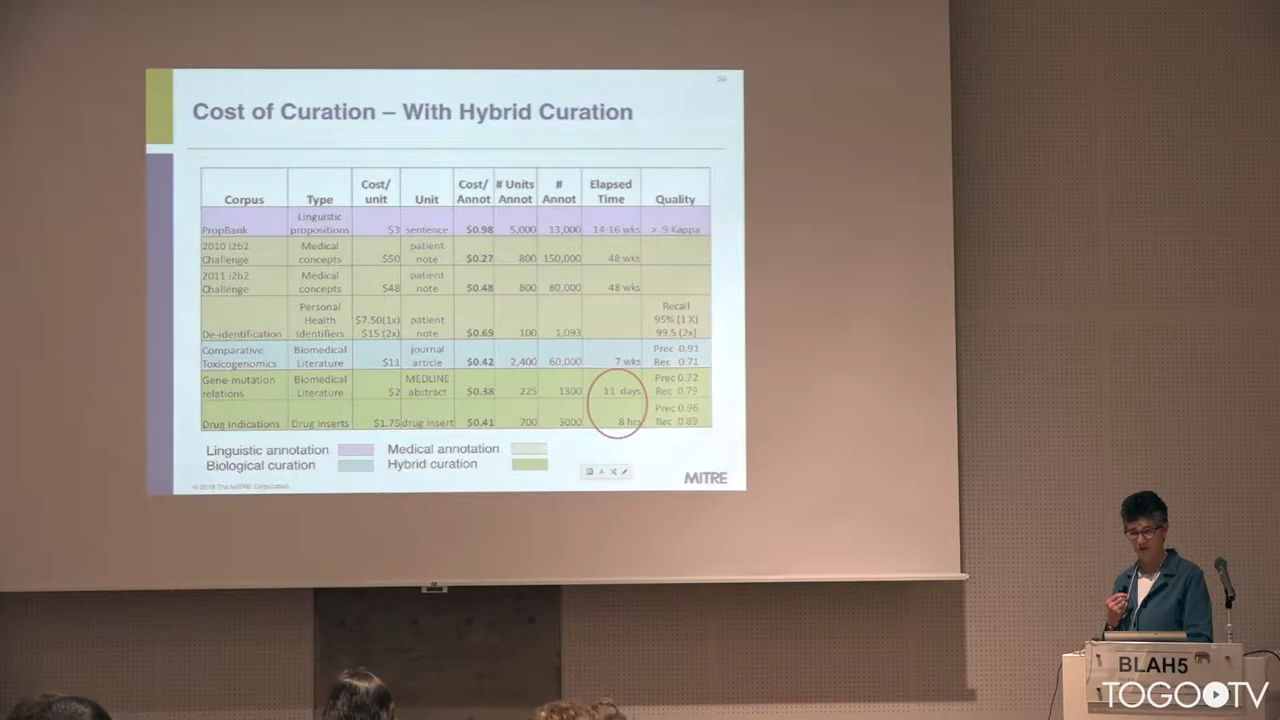 34
Cost of Curation – With Hybrid Curation
Corpus Type Cost/ unit Unit Cost/ Annot # Units Annot # Annot Elapsed Time Quality
PropBank Linguistic propositions $3 sentence $0.98 5,000 13,000 14-16 wks > .9 Kappa
2010 i2b2 Challenge Medical concepts $50 patient note $0.27 800 150,000 48 wks
2011 i2b2 Challenge Medical concepts $48 patient note $0.48 800 80,000 48 wks
De-identification Personal Health Identifiers $7.50(1x) $15 (2x) patient note $0.69 100 1,093 Recall 95% (1 X) 99.5 (2x)
Comparative Toxicogenomics Biomedical Literature $11 journal article $0.42 2,400 60,000 7 wks Prec 0.91 Rec 0.71
Gene-mutation relations Biomedical Literature $2 MEDLINE abstract $0.38 225 1300 11 days Prec 0.72 Rec 0.79
Drug Indications Drug Inserts $1.75 drug insert $0.41 700 3000 8 hrs Prec 0.96 Rec 0.89
Linguistic annotation Medical annotation
Biological curation Hybrid curation
MITRE
The MITRE Corporation
BLAH5
TOGOTV